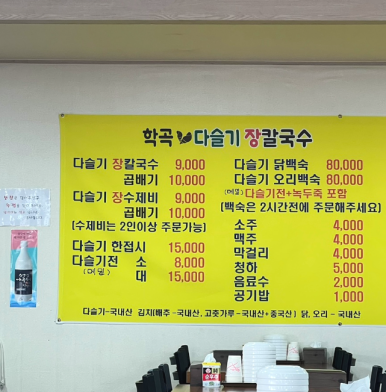 학곡 다슬기 장칼국수
다슬기 장칼국수 9,000
곱배기 10,000
다슬기 장수제비 9,000
곱배기 10,000
(수제비는 2인이상 주문가능)
다슬기 한접시 15,000
다슬기전 소 8,000
(메밀) 대 15,000
다슬기 닭백숙 80,000
다슬기 오리백숙 80,000
(메밀)다슬기전+녹두죽 포함
(백숙은 2시간전에 주문해주세요)
소주 4,000
맥주 4,000
막걸리 4,000
청하 5,000
음료수 2,000
공기밥 1,000
다슬기-국내산 김치(배추-국내산, 고춧가루-국내산+중국산) 닭, 오리-국내산